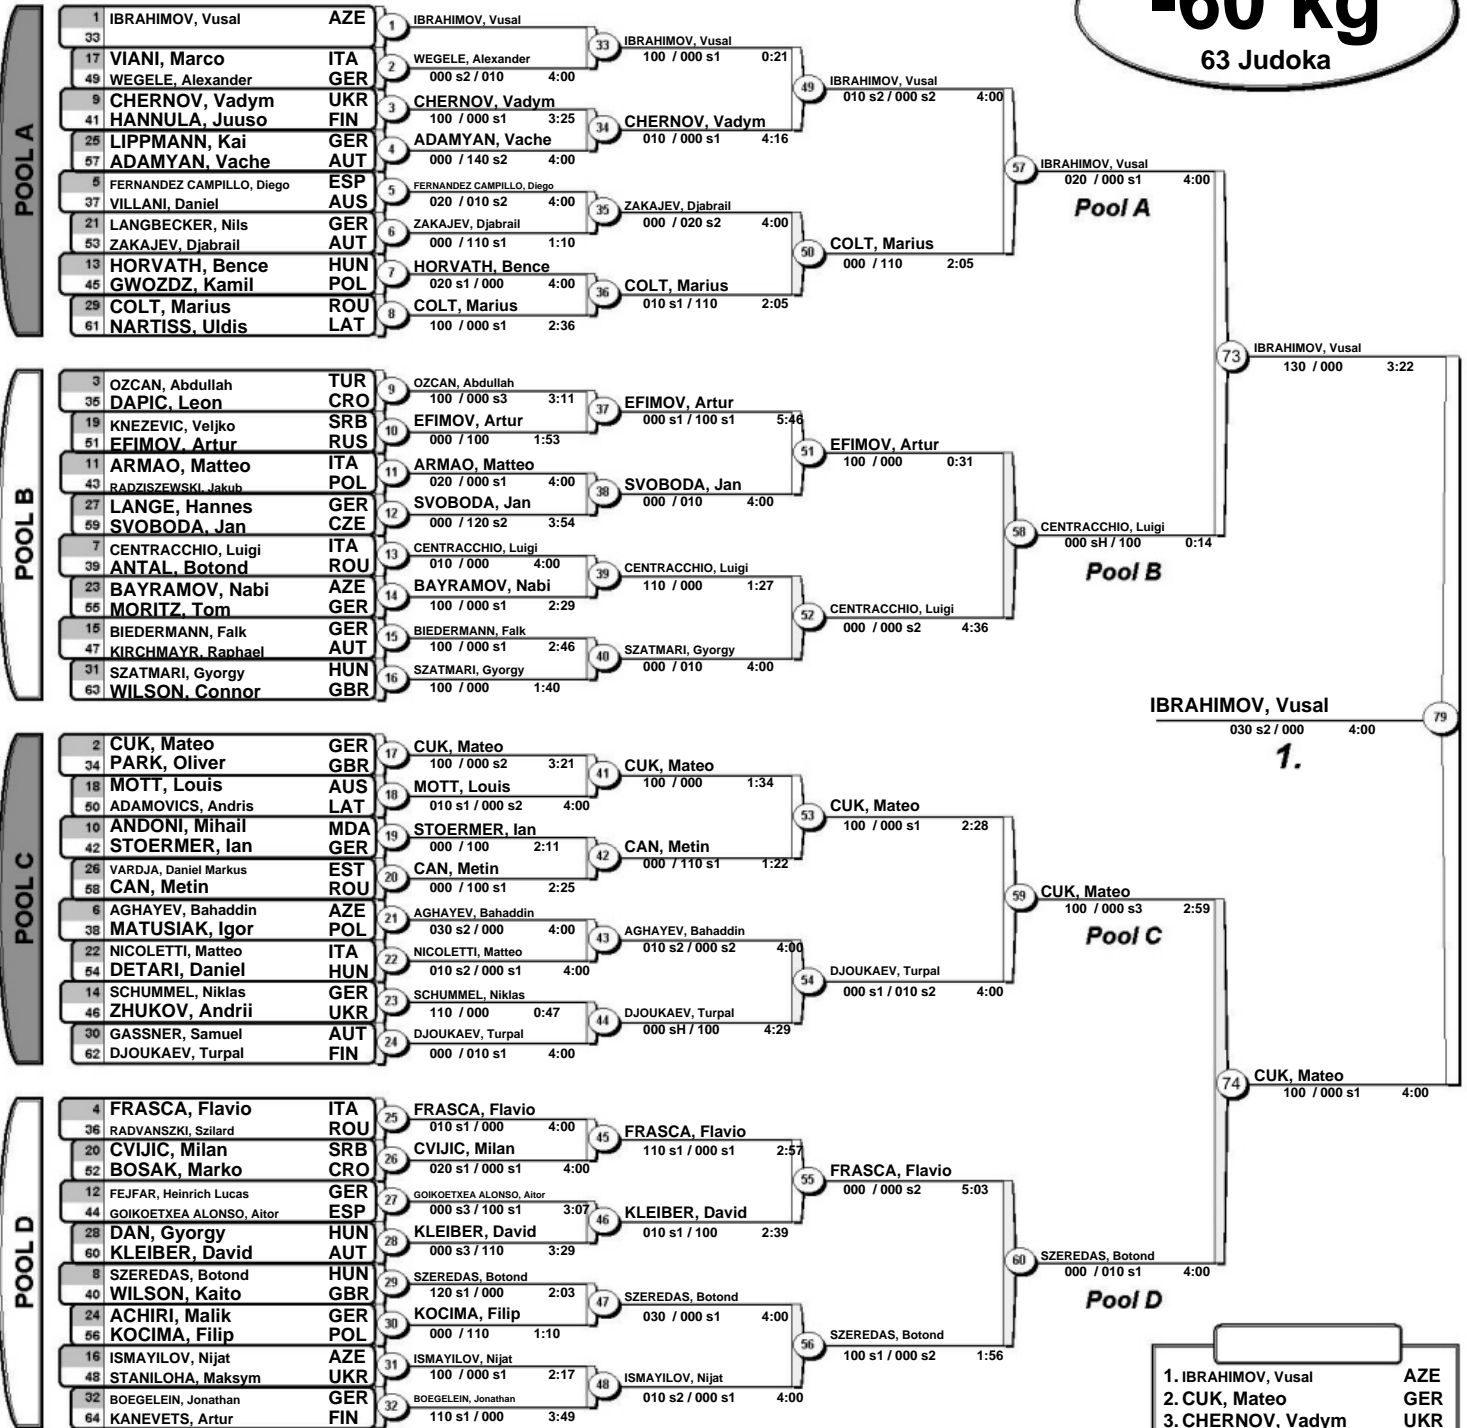 -60 kg
63 Judoka
POOL A
1 IBRAHIMOV, Vusal AZE
33
17 VIANI, Marco ITA
49 WEGELE, Alexander GER
9 CHERNOV, Vadym UKR
41 HANNULA, Juuso FIN
25 LIPPMANN, Kai GER
57 ADAMYAN, Vache AUT
5 FERNANDEZ CAMPILLO, Diego ESP
37 VILLANI, Daniel AUS
21 LANGBECKER, Nils GER
53 ZAKAJEV, Djabrail AUT
13 HORVATH, Bence HUN
45 GWOZDZ, Kamil POL
29 COLT, Marius ROU
61 NARTISS, Uldis LAT
1 IBRAHIMOV, Vusal
2 WEGELE, Alexander
000 s2 / 010 4:00
3 CHERNOV, Vadym
100 / 000 s1 3:25
4 ADAMYAN, Vache
000 / 140 s2 4:00
5 FERNANDEZ CAMPILLO, Diego
020 / 010 s2 4:00
6 ZAKAJEV, Djabrail
000 / 110 s1 1:10
7 HORVATH, Bence
020 s1 / 000 4:00
8 COLT, Marius
100 / 000 s1 2:36
33 IBRAHIMOV, Vusal
100 / 000 s1 0:21
34 CHERNOV, Vadym
010 / 000 s1 4:16
35 ZAKAJEV, Djabrail
000 / 020 s2 4:00
36 COLT, Marius
010 s1 / 110 2:05
49 IBRAHIMOV, Vusal
010 s2 / 000 s2 4:00
50 COLT, Marius
000 / 110 2:05
57 IBRAHIMOV, Vusal
020 / 000 s1 4:00
Pool A
POOL B
3 OZCAN, Abdullah TUR
35 DAPIC, Leon CRO
19 KNEZEVIC, Veljko SRB
51 EFIMOV, Artur RUS
11 ARMAO, Matteo ITA
43 RADZISZEWSKI, Jakub POL
27 LANGE, Hannes GER
59 SVOBODA, Jan CZE
7 CENTRACCHIO, Luigi ITA
39 ANTAL, Botond ROU
23 BAYRAMOV, Nabi AZE
55 MORITZ, Tom GER
15 BIEDERMANN, Falk GER
47 KIRCHMAYR, Raphael AUT
31 SZATMARI, Gyorgy HUN
63 WILSON, Connor GBR
9 OZCAN, Abdullah
100 / 000 s3 3:11
10 EFIMOV, Artur
000 / 100 1:53
11 ARMAO, Matteo
020 / 000 s1 4:00
12 SVOBODA, Jan
000 / 120 s2 3:54
13 CENTRACCHIO, Luigi
010 / 000 4:00
14 BAYRAMOV, Nabi
100 / 000 s1 2:29
15 BIEDERMANN, Falk
100 / 000 s1 2:46
16 SZATMARI, Gyorgy
100 / 000 1:40
37 EFIMOV, Artur
000 s1 / 100 s1 5:46
38 SVOBODA, Jan
000 / 010 4:00
39 CENTRACCHIO, Luigi
110 / 000 1:27
40 SZATMARI, Gyorgy
000 / 010 4:00
51 EFIMOV, Artur
100 / 000 0:31
52 CENTRACCHIO, Luigi
000 / 000 s2 4:36
58 CENTRACCHIO, Luigi
000 sH / 100 0:14
Pool B
73 IBRAHIMOV, Vusal
130 / 000 3:22
IBRAHIMOV, Vusal 79
030 s2 / 000 4:00
1.
POOL C
2 CUK, Mateo GER
34 PARK, Oliver GBR
18 MOTT, Louis AUS
50 ADAMOVICS, Andris LAT
10 ANDONI, Mihail MDA
42 STOERMER, Ian GER
26 VARDJA, Daniel Markus EST
58 CAN, Metin ROU
6 AGHAYEV, Bahaddin AZE
38 MATUSIAK, Igor POL
22 NICOLETTI, Matteo ITA
54 DETARI, Daniel HUN
14 SCHUMMEL, Niklas GER
46 ZHUKOV, Andrii UKR
30 GASSNER, Samuel AUT
62 DJOUKAEV, Turpal FIN
17 CUK, Mateo
100 / 000 s2 3:21
18 MOTT, Louis
010 s1 / 000 s2 4:00
19 STOERMER, Ian
000 / 100 2:11
20 CAN, Metin
000 / 100 s1 2:25
21 AGHAYEV, Bahaddin
030 s2 / 000 4:00
22 NICOLETTI, Matteo
010 s2 / 000 s1 4:00
23 SCHUMMEL, Niklas
110 / 000 0:47
24 DJOUKAEV, Turpal
000 / 010 s1 4:00
41 CUK, Mateo
100 / 000 1:34
42 CAN, Metin
000 / 110 s1 1:22
43 AGHAYEV, Bahaddin
010 s2 / 000 s2 4:00
44 DJOUKAEV, Turpal
000 sH / 100 4:29
53 CUK, Mateo
100 / 000 s1 2:28
54 DJOUKAEV, Turpal
000 s1 / 010 s2 4:00
59 CUK, Mateo
100 / 000 s3 2:59
Pool C
74 CUK, Mateo
100 / 000 s1 4:00
POOL D
4 FRASCA, Flavio ITA
36 RADVANSZKI, Szilard ROU
20 CVIJIC, Milan SRB
52 BOSAK, Marko CRO
12 FEJFAR, Heinrich Lucas GER
44 GOIKOETXEA ALONSO, Aitor ESP
28 DAN, Gyorgy HUN
60 KLEIBER, David AUT
8 SZEREDAS, Botond HUN
40 WILSON, Kaito GBR
24 ACHIRI, Malik GER
56 KOCIMA, Filip POL
16 ISMAYILOV, Nijat AZE
48 STANILOHA, Maksym UKR
32 BOEGELEIN, Jonathan GER
64 KANEVETS, Artur FIN
25 FRASCA, Flavio
010 s1 / 000 4:00
26 CVIJIC, Milan
020 s1 / 000 s1 4:00
27 GOIKOETXEA ALONSO, Aitor
000 s3 / 100 s1 3:07
28 KLEIBER, David
000 s3 / 110 3:29
29 SZEREDAS, Botond
120 s1 / 000 2:03
30 KOCIMA, Filip
000 / 110 1:10
31 ISMAYILOV, Nijat
100 / 000 s1 2:17
32 BOEGELEIN, Jonathan
110 s1 / 000 3:49
45 FRASCA, Flavio
110 s1 / 000 s1 2:57
46 KLEIBER, David
010 s1 / 100 2:39
47 SZEREDAS, Botond
030 / 000 s1 4:00
48 ISMAYILOV, Nijat
010 s2 / 000 s1 4:00
55 FRASCA, Flavio
000 / 000 s2 5:03
56 SZEREDAS, Botond
100 s1 / 000 s2 1:56
60 SZEREDAS, Botond
000 / 010 s1 4:00
Pool D
1. IBRAHIMOV, Vusal AZE
2. CUK, Mateo GER
3. CHERNOV, Vadym UKR